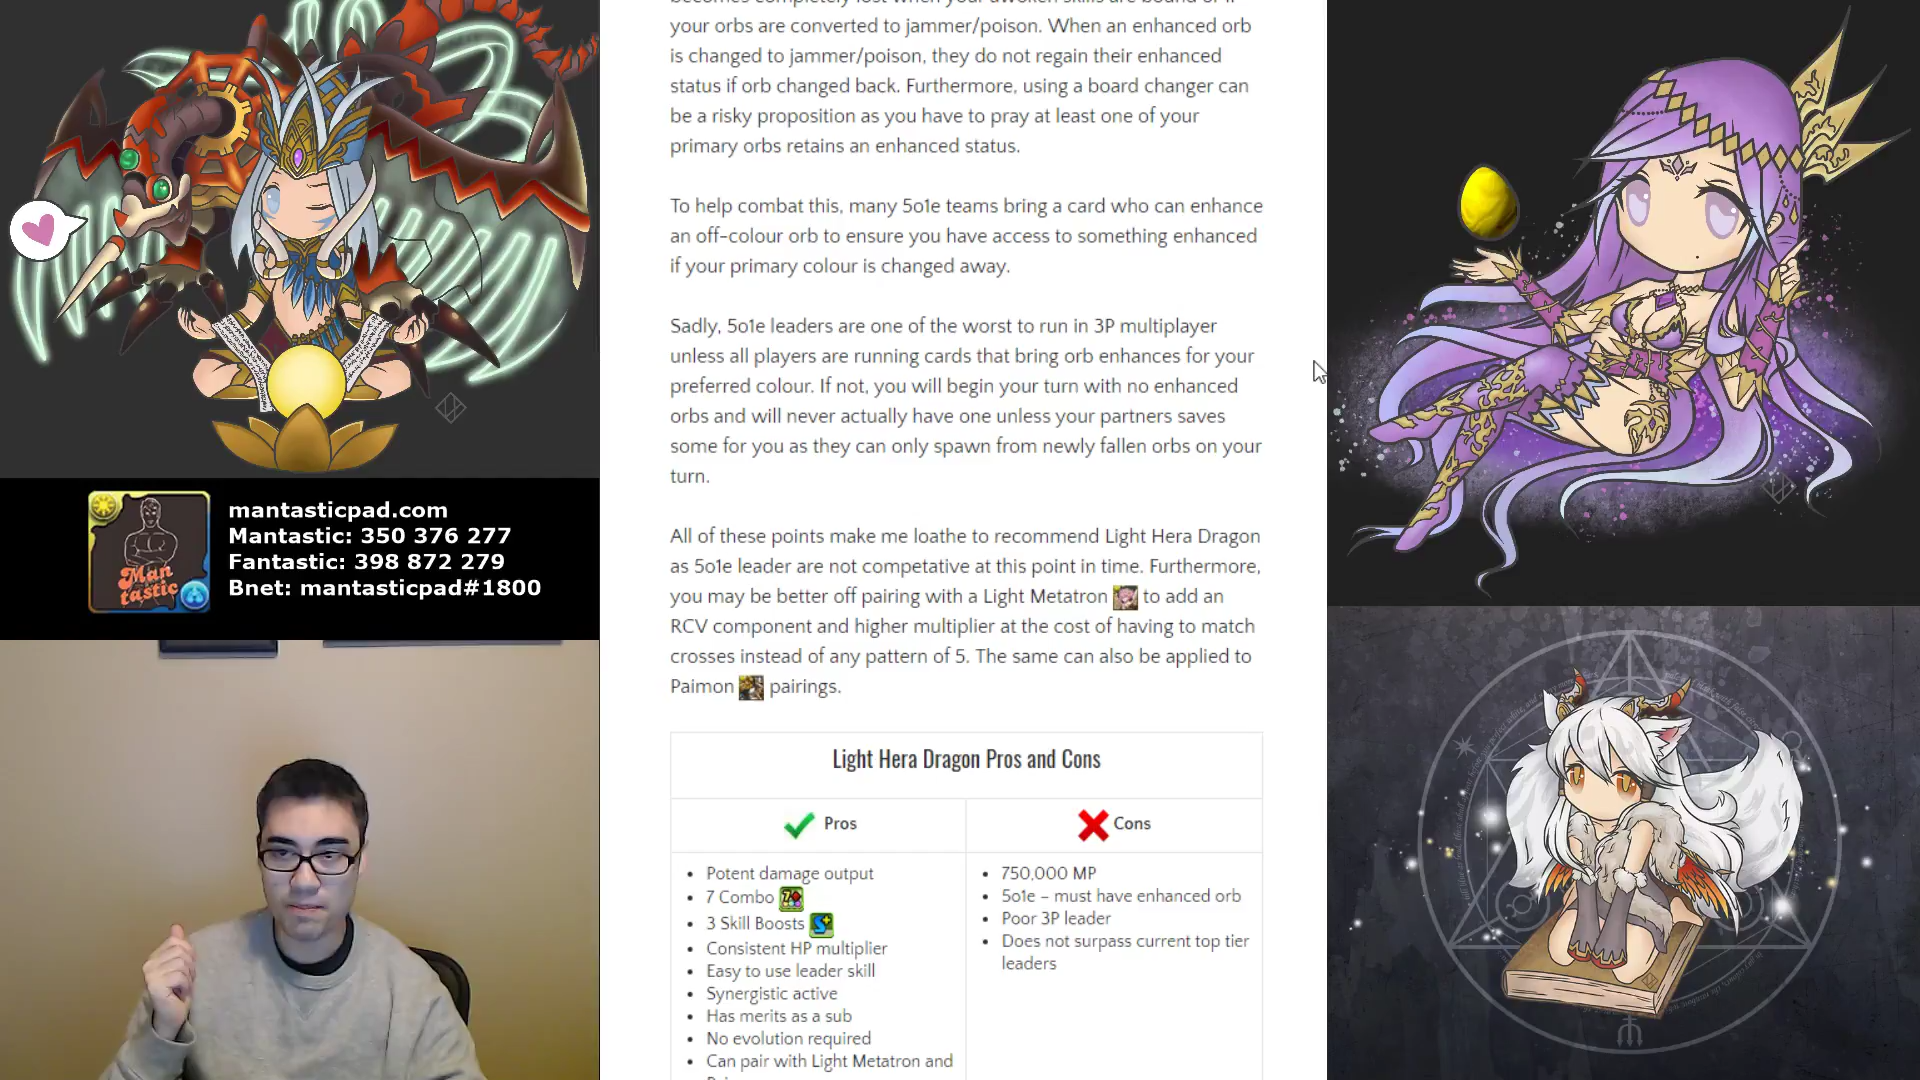 mantasticpad.com
Mantastic: 350 376 277
Fantastic: 398 872 279
Bnet: mantasticpad#1800
Man
tastic
your orbs are converted to jammer/poison. When an enhanced orb
is changed to jammer/poison, they do not regain their enhanced
status if orb changed back. Furthermore, using a board changer can
be a risky proposition as you have to pray at least one of your
primary orbs retains an enhanced status.
To help combat this, many 5o1e teams bring a card who can enhance
an off-colour orb to ensure you have access to something enhanced
if your primary colour is changed away.
Sadly, 5o1e leaders are one of the worst to run in 3P multiplayer
unless all players are running cards that bring orb enhances for your
preferred colour. If not, you will begin your turn with no enhanced
orbs and will never actually have one unless your partners saves
some for you as they can only spawn from newly fallen orbs on your
turn.
All of these points make me loathe to recommend Light Hera Dragon
as 5o1e leader are not competative at this point in time. Furthermore,
you may be better off pairing with a Light Metatron to add an
RCV component and higher multiplier at the cost of having to match
crosses instead of any pattern of 5. The same can also be applied to
Paimon pairings.
Light Hera Dragon Pros and Cons
Pros
Cons
• Potent damage output
• 7 Combo
• 3 Skill Boosts
• Consistent HP multiplier
• Easy to use leader skill
• Synergistic active
• Has merits as a sub
• No evolution required
• Can pair with Light Metatron and
• 750,000 MP
• 5o1e – must have enhanced orb
• Poor 3P leader
• Does not surpass current top tier
leaders